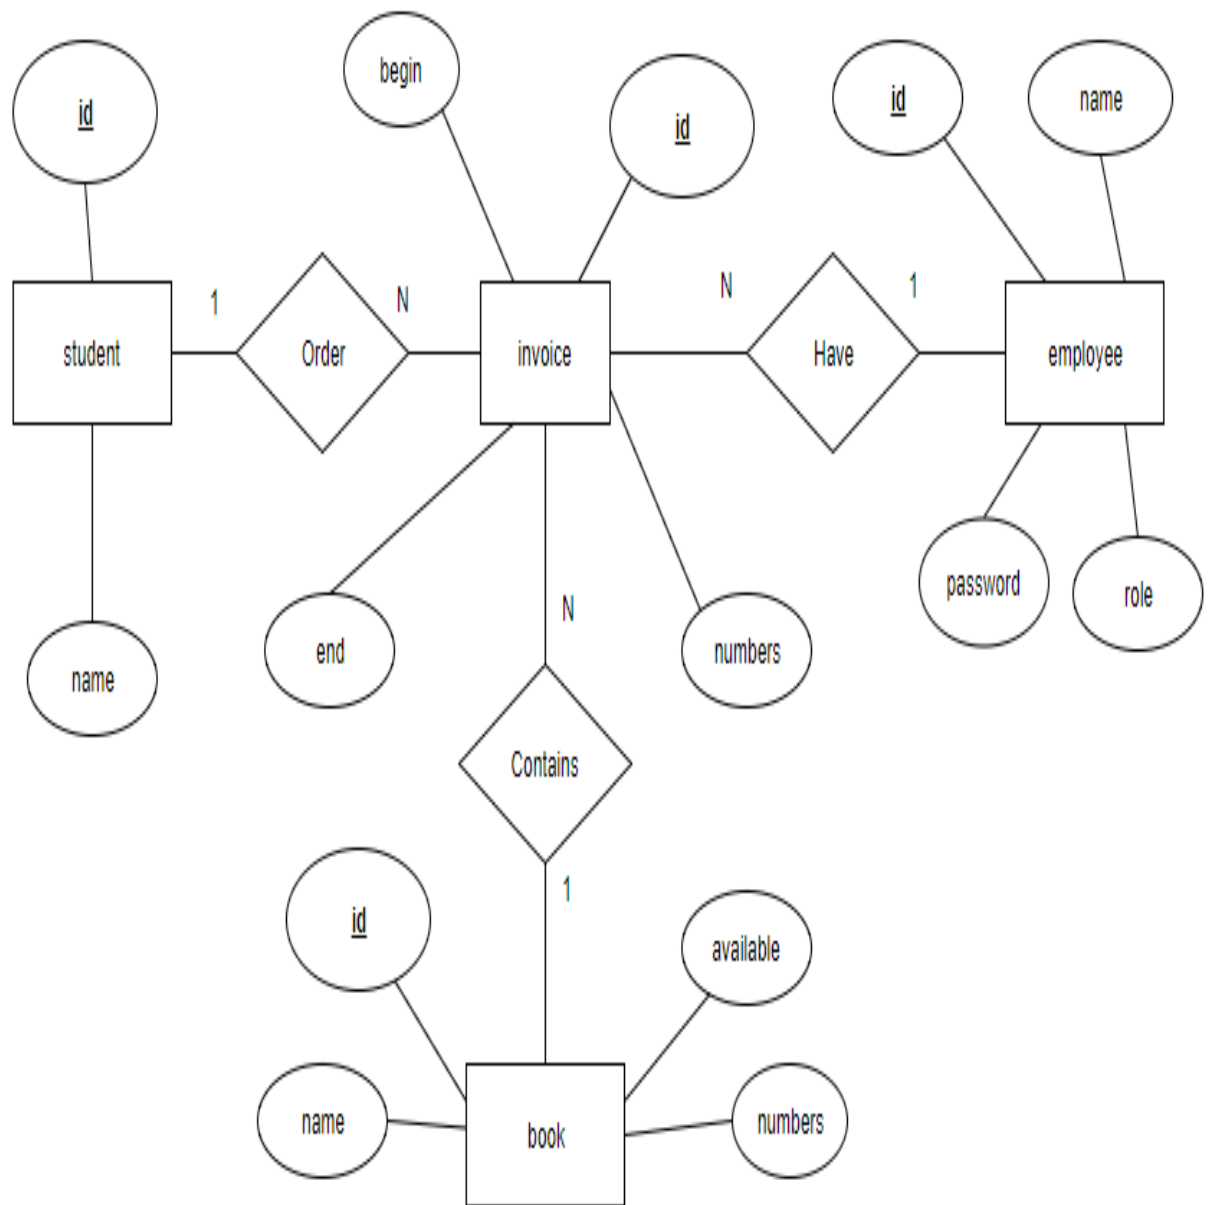 begin
id
id
id
name
1
N
N
1
student
Order
invoice
Have
employee
password
role
N
end
numbers
name
Contains
1
id
available
name
book
numbers